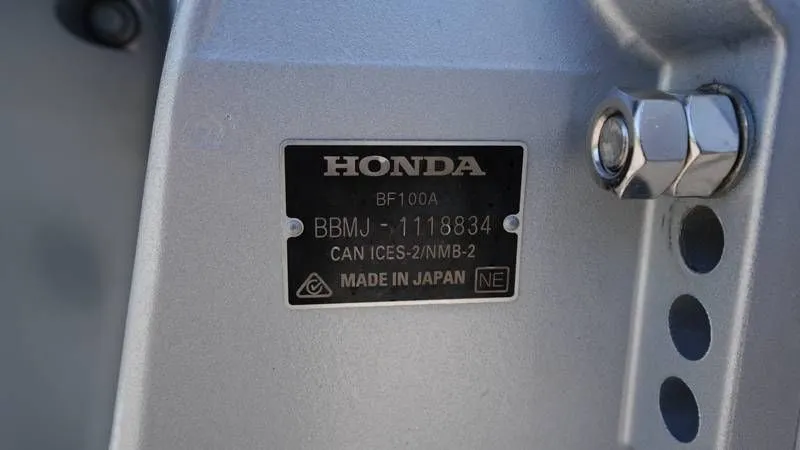 HONDA
BF100A
BBMJ - 1118834
CAN ICES-2/NMB-2
MADE IN JAPAN NE